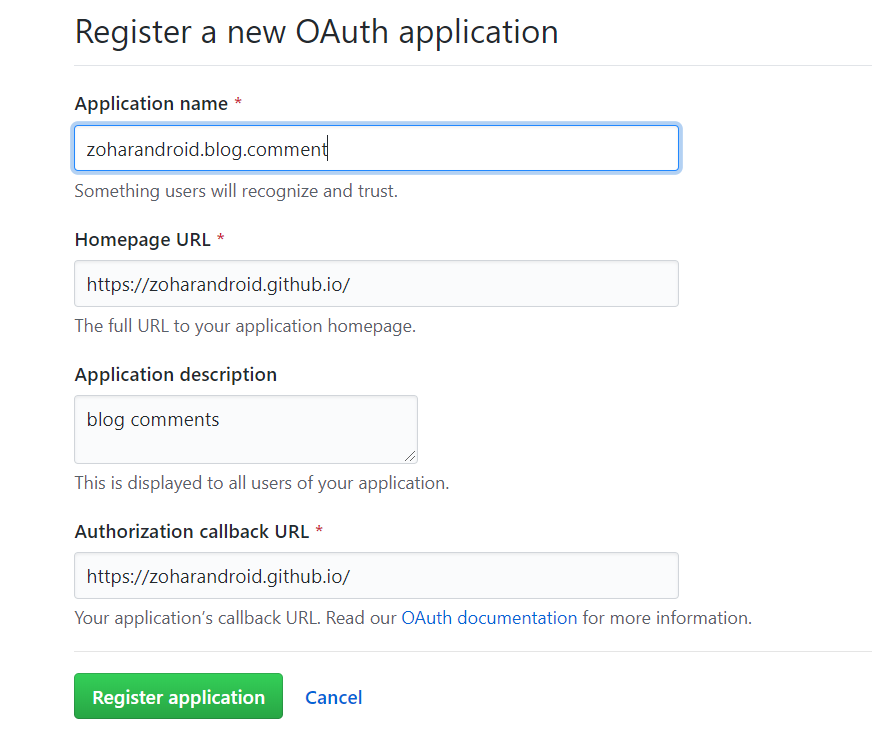 Register a new OAuth application
Application name *
zoharandroid.blog.comment
Something users will recognize and trust.
Homepage URL *
https://zoharandroid.github.io/
The full URL to your application homepage.
Application description
blog comments
This is displayed to all users of your application.
Authorization callback URL *
https://zoharandroid.github.io/
Your application’s callback URL. Read our OAuth documentation for more information.
Register application Cancel